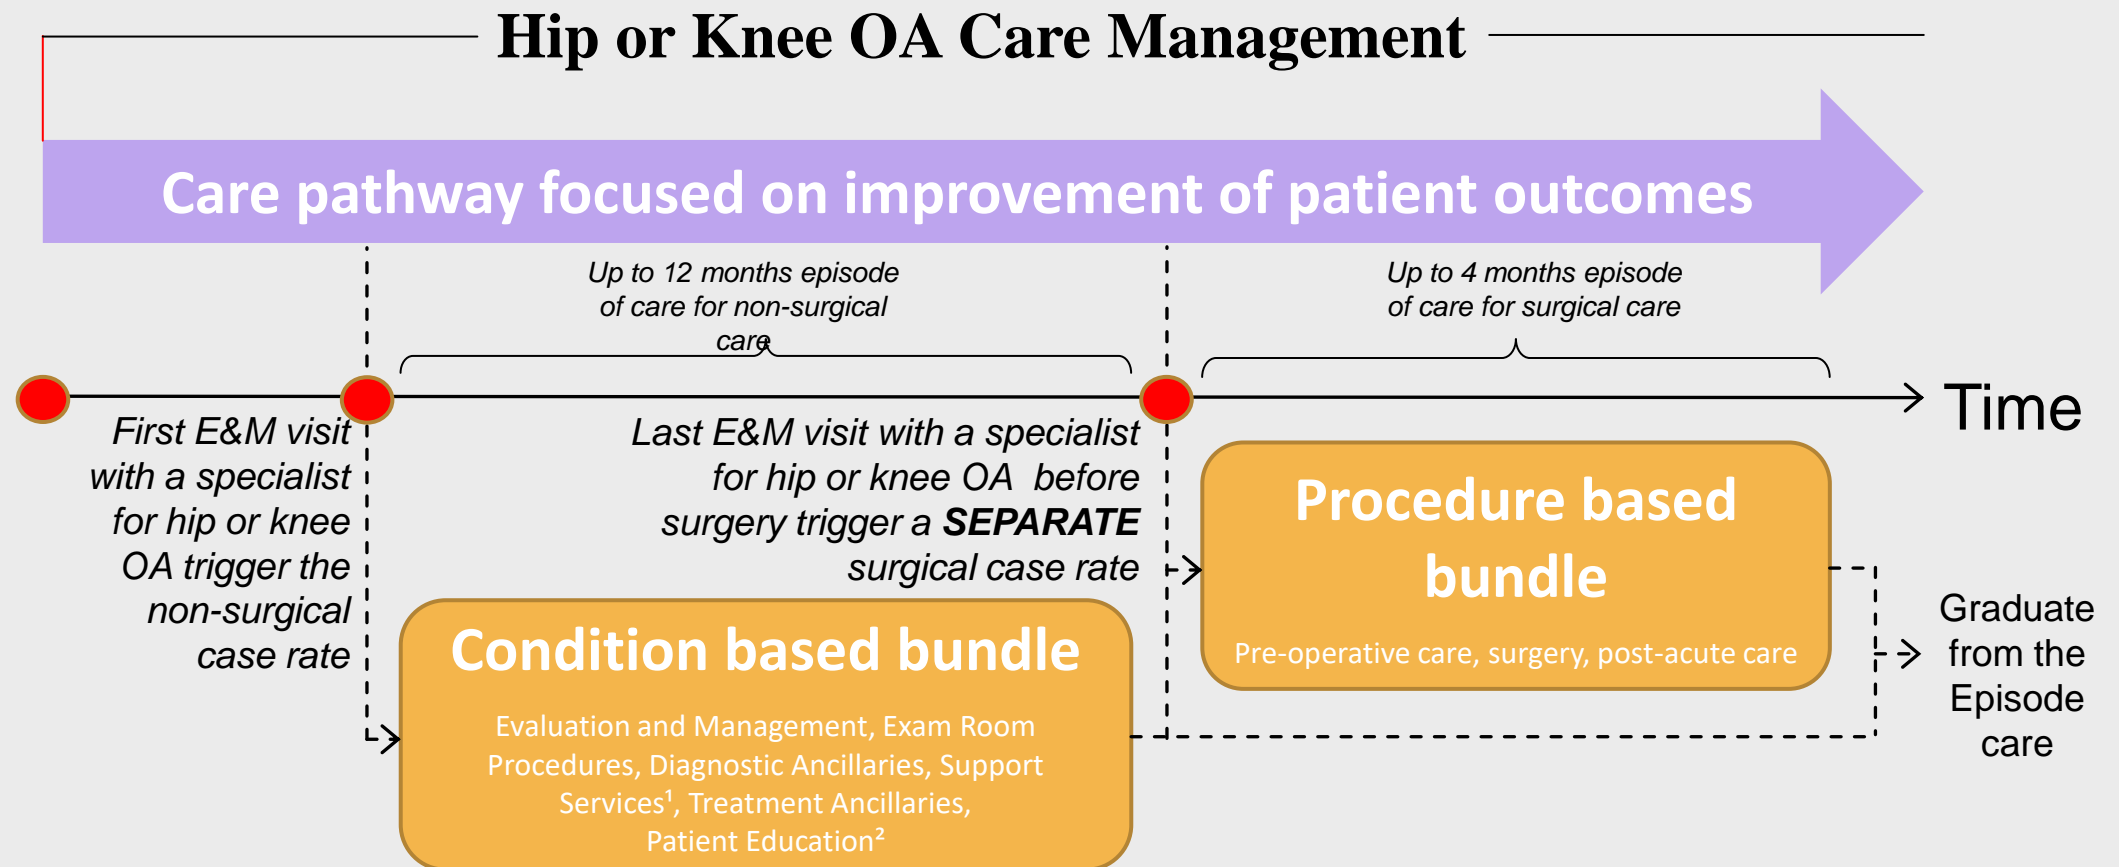 Hip or Knee OA Care Management
Care pathway focused on improvement of patient outcomes
Up to 12 months episode
of care for non-surgical
care
Up to 4 months episode
of care for surgical care
Time
First E&M visit
with a specialist
for hip or knee
OA trigger the
non-surgical
case rate
Last E&M visit with a specialist
for hip or knee OA before
surgery trigger a SEPARATE
surgical case rate
Procedure based
bundle
Pre-operative care, surgery, post-acute care
Condition based bundle
Evaluation and Management, Exam Room
Procedures, Diagnostic Ancillaries, Support
Services¹, Treatment Ancillaries,
Patient Education²
Graduate
from the
Episode
care